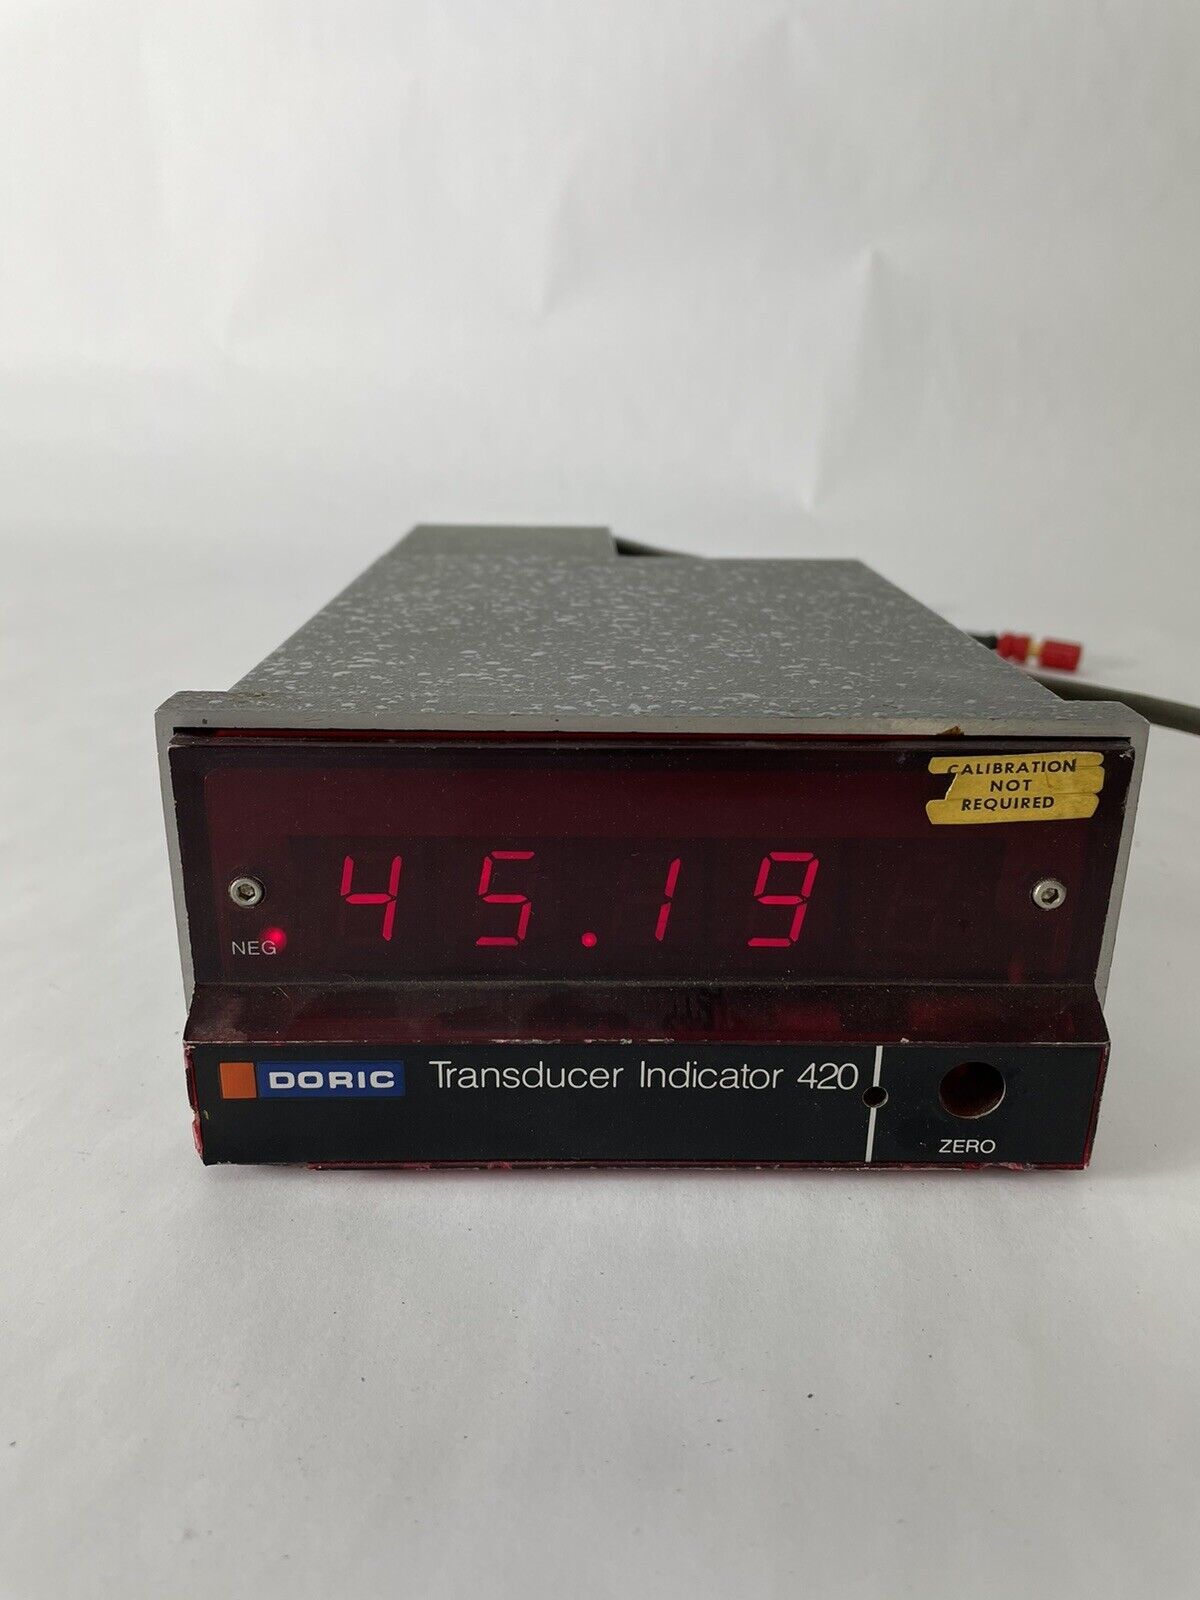 CALIBRATION
NOT
REQUIRED
45.19
NEG
DORIC Transducer Indicator 420
ZERO